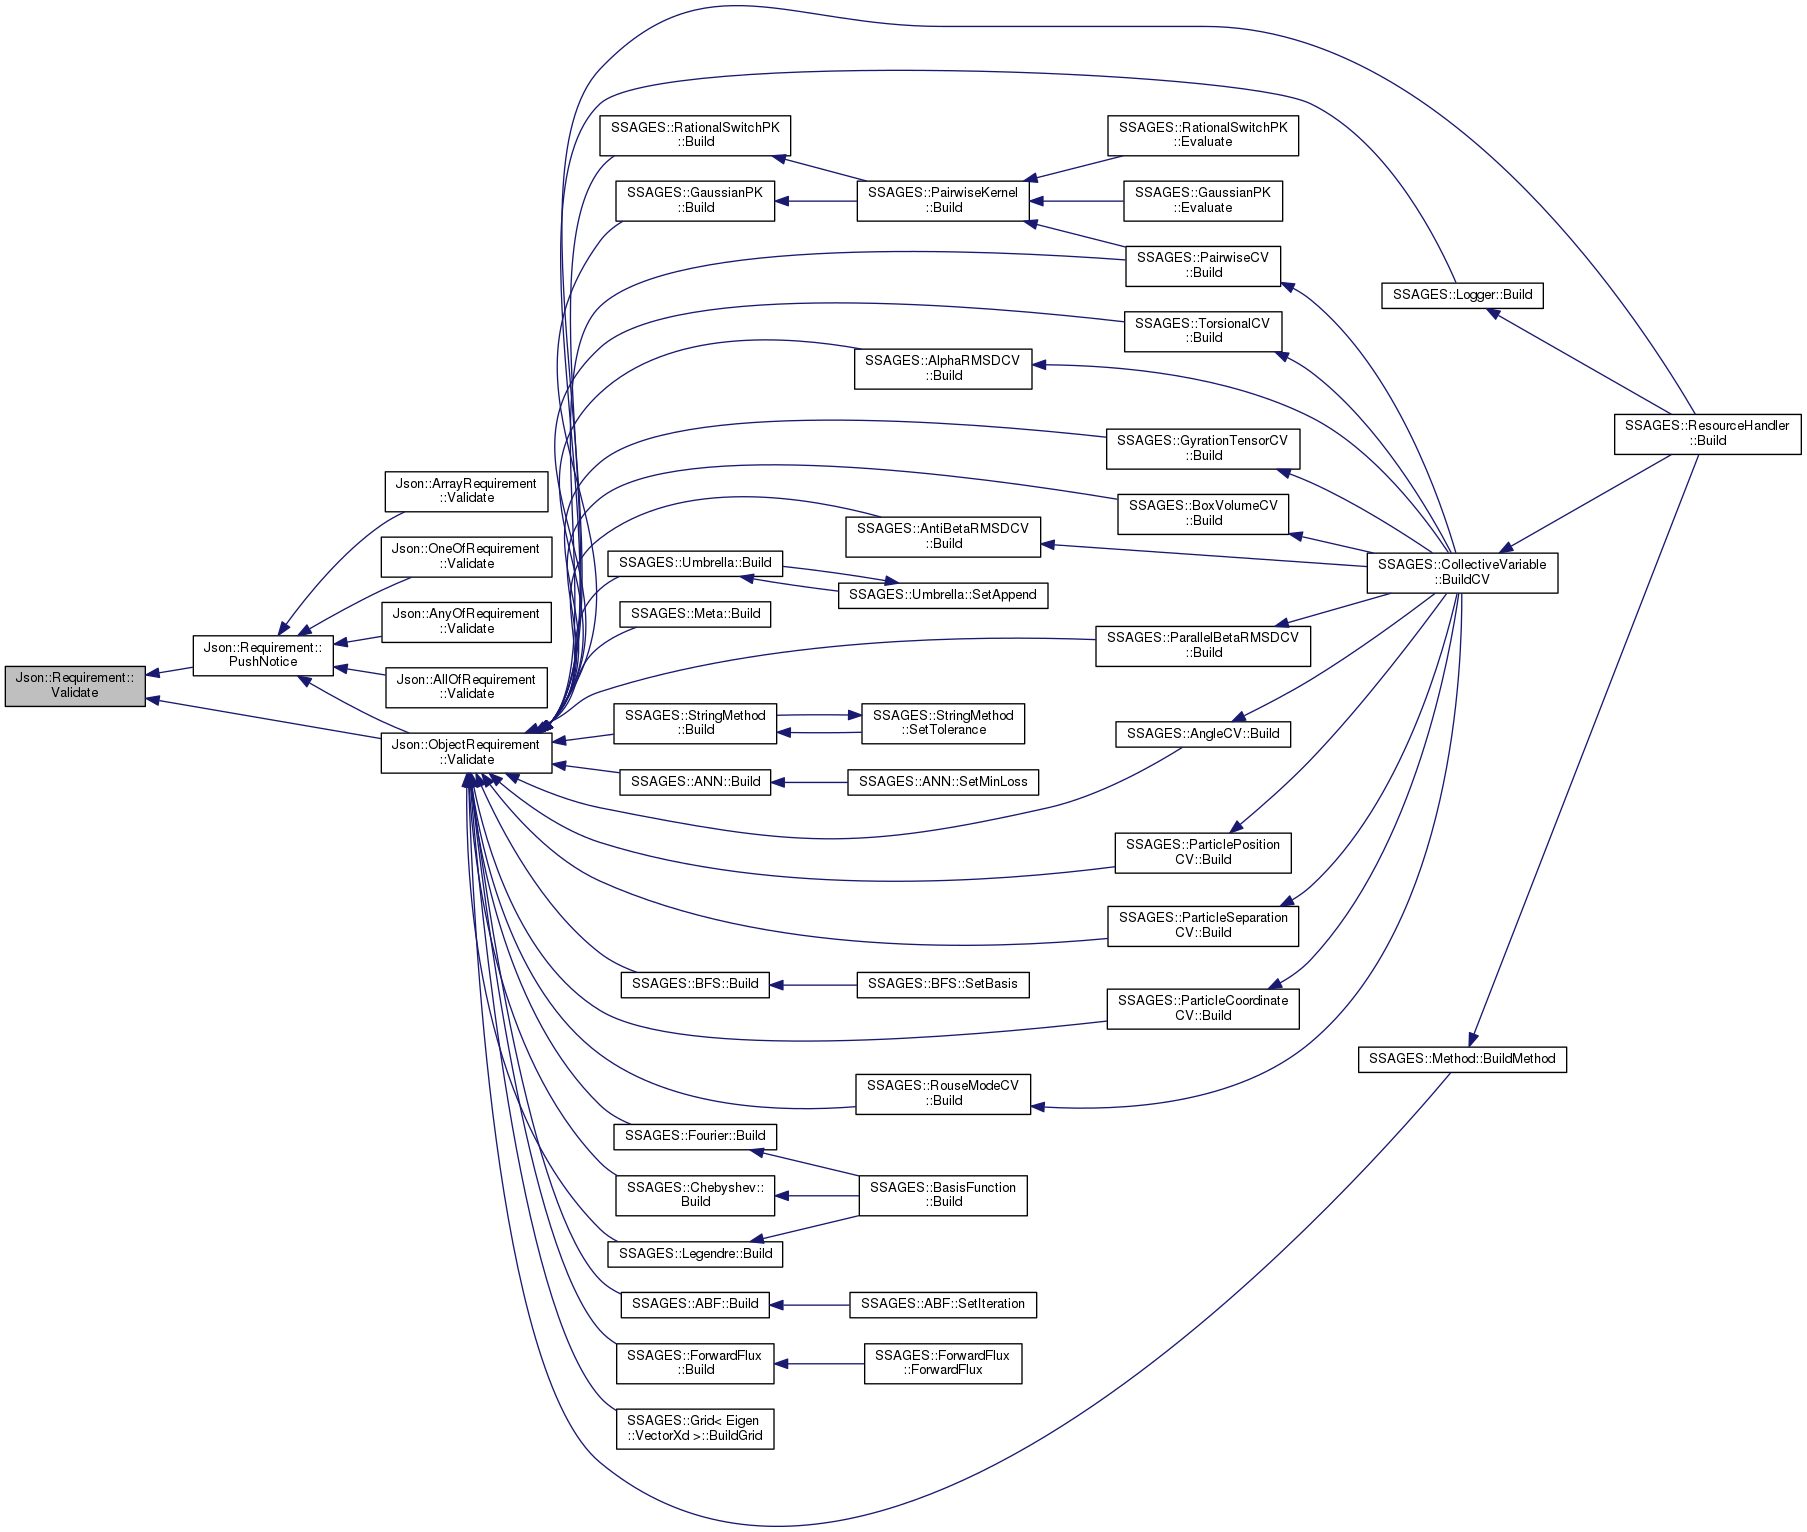 Json::Requirement::
Validate
Json::Requirement::
PushNotice
Json::ArrayRequirement
::Validate
Json::OneOfRequirement
::Validate
Json::AnyOfRequirement
::Validate
Json::AllOfRequirement
::Validate
Json::ObjectRequirement
::Validate
SSAGES::RationalSwitchPK
::Build
SSAGES::GaussianPK
::Build
SSAGES::PairwiseKernel
::Build
SSAGES::RationalSwitchPK
::Evaluate
SSAGES::GaussianPK
::Evaluate
SSAGES::PairwiseCV
::Build
SSAGES::TorsionalCV
::Build
SSAGES::AlphaRMSDCV
::Build
SSAGES::GyrationTensorCV
::Build
SSAGES::BoxVolumeCV
::Build
SSAGES::AntiBetaRMSDCV
::Build
SSAGES::Umbrella::Build
SSAGES::Umbrella::SetAppend
SSAGES::Meta::Build
SSAGES::ParallelBetaRMSDCV
::Build
SSAGES::StringMethod
::Build
SSAGES::StringMethod
::SetTolerance
SSAGES::AngleCV::Build
SSAGES::ANN::Build
SSAGES::ANN::SetMinLoss
SSAGES::ParticlePosition
CV::Build
SSAGES::ParticleSeparation
CV::Build
SSAGES::BFS::Build
SSAGES::BFS::SetBasis
SSAGES::ParticleCoordinate
CV::Build
SSAGES::RouseModeCV
::Build
SSAGES::Fourier::Build
SSAGES::Chebyshev::
Build
SSAGES::Legendre::Build
SSAGES::BasisFunction
::Build
SSAGES::ABF::Build
SSAGES::ABF::SetIteration
SSAGES::ForwardFlux
::Build
SSAGES::ForwardFlux
::ForwardFlux
SSAGES::Grid< Eigen
::VectorXd >::BuildGrid
SSAGES::Logger::Build
SSAGES::CollectiveVariable
::BuildCV
SSAGES::Method::BuildMethod
SSAGES::ResourceHandler
::Build